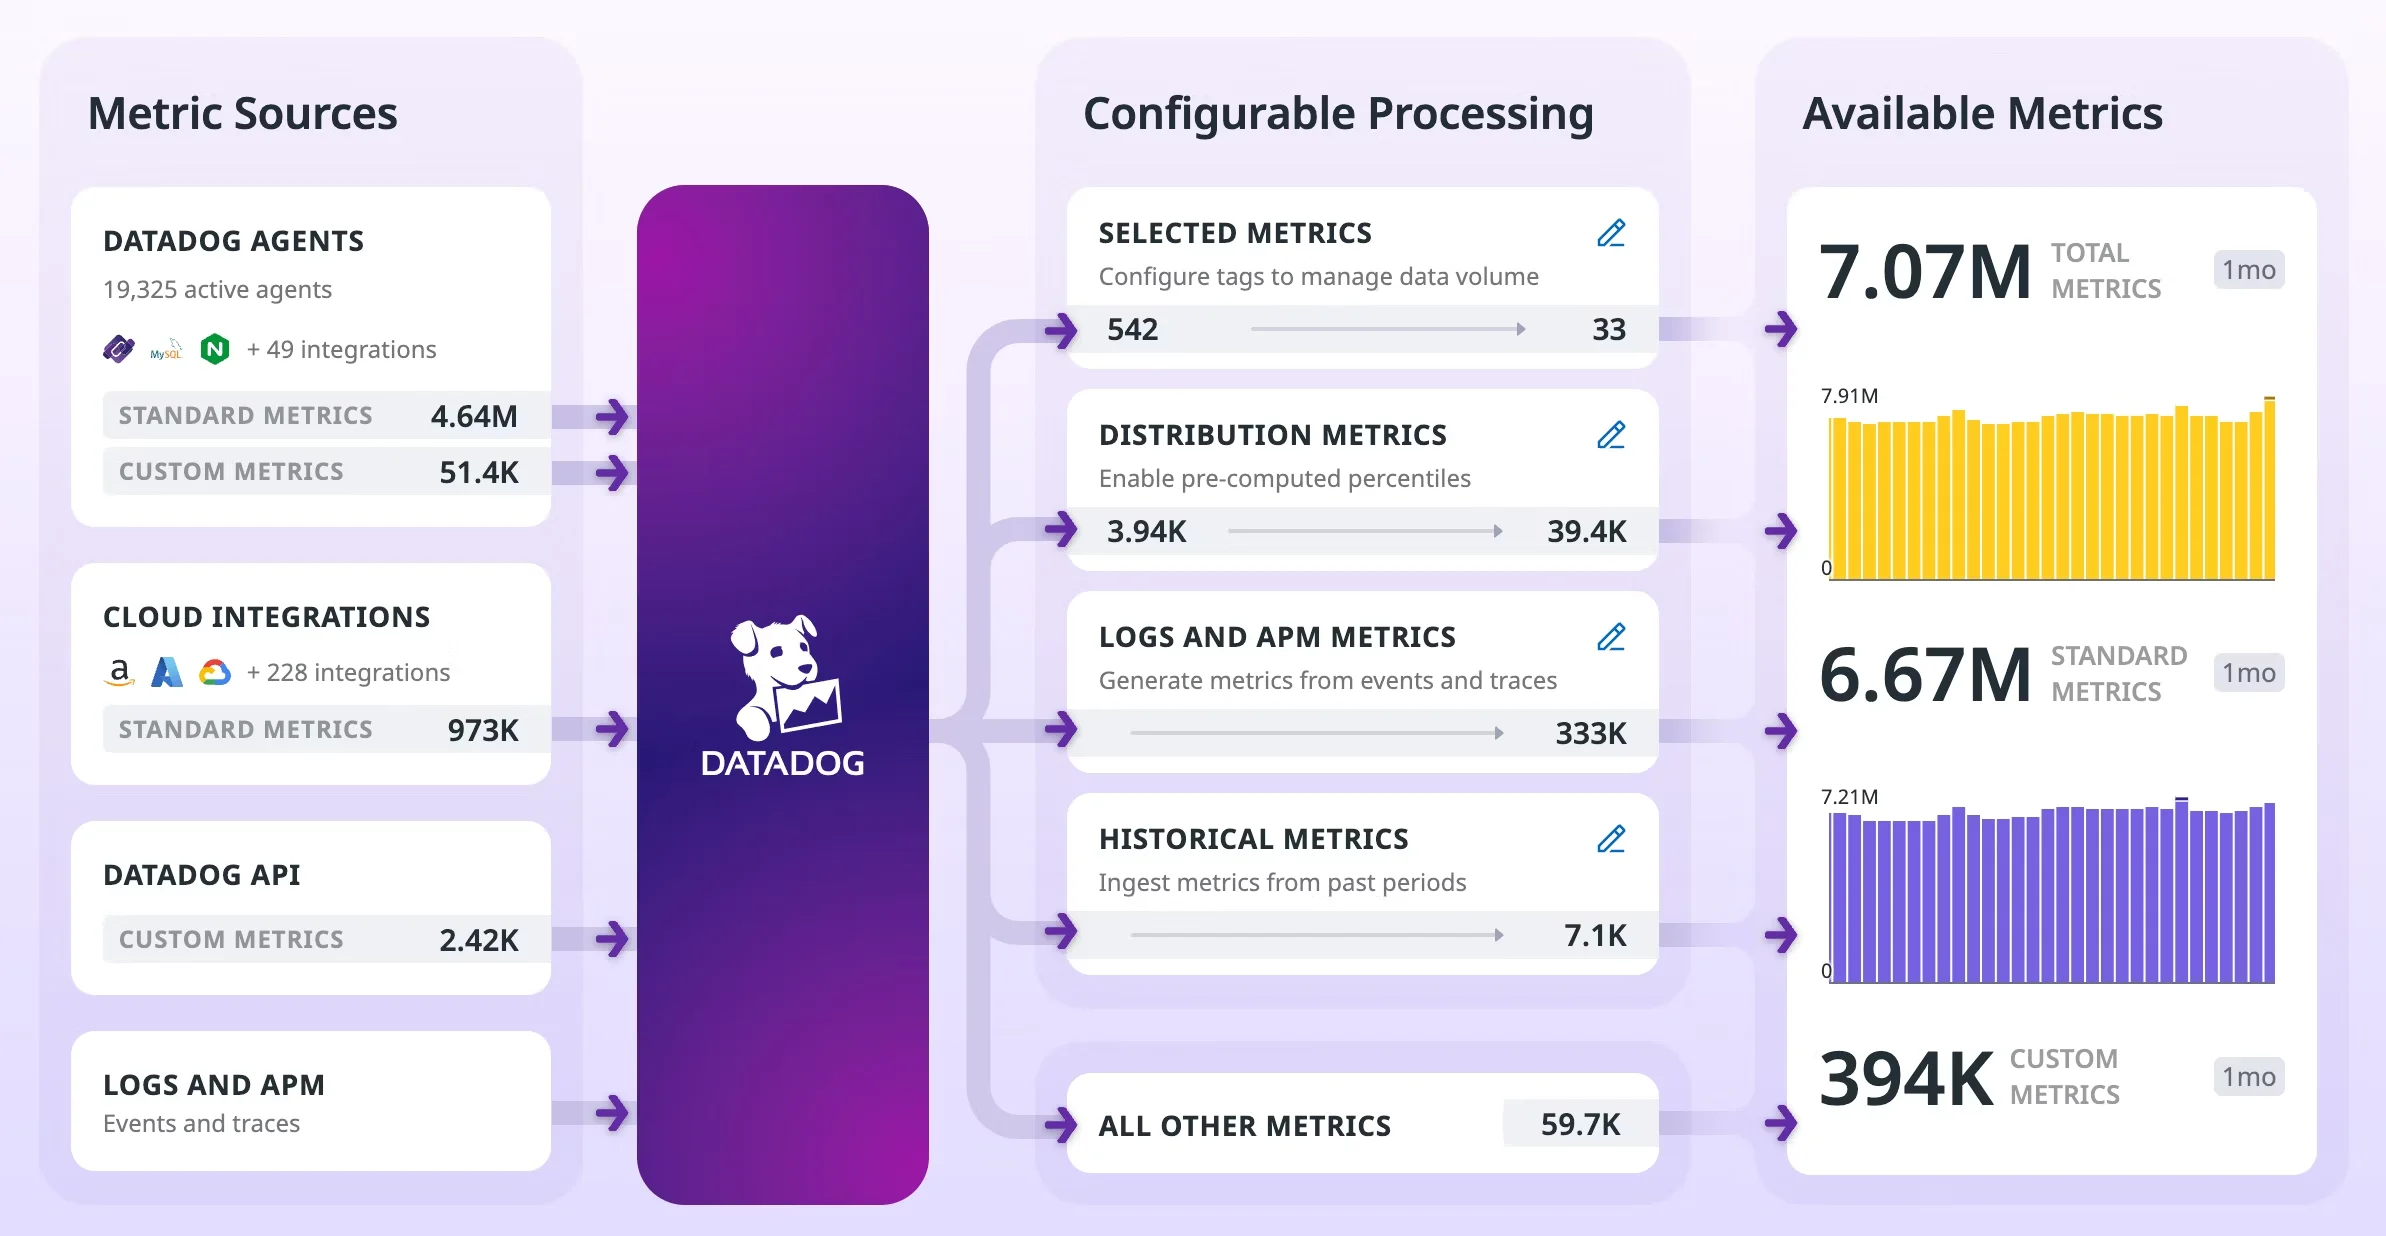 Metric Sources
DATADOG AGENTS
19,325 active agents
MySQL
N
+ 49 integrations
STANDARD METRICS 4.64M
CUSTOM METRICS 51.4K
CLOUD INTEGRATIONS
a
+ 228 integrations
STANDARD METRICS 973K
DATADOG API
CUSTOM METRICS 2.42K
LOGS AND APM
Events and traces
DATADOG
Configurable Processing
SELECTED METRICS
Configure tags to manage data volume
542 33
DISTRIBUTION METRICS
Enable pre-computed percentiles
3.94K 39.4K
LOGS AND APM METRICS
Generate metrics from events and traces
333K
HISTORICAL METRICS
Ingest metrics from past periods
7.1K
ALL OTHER METRICS 59.7K
Available Metrics
7.07M TOTAL METRICS 1mo
7.91M
0
6.67M STANDARD METRICS 1mo
7.21M
0
394K CUSTOM METRICS 1mo